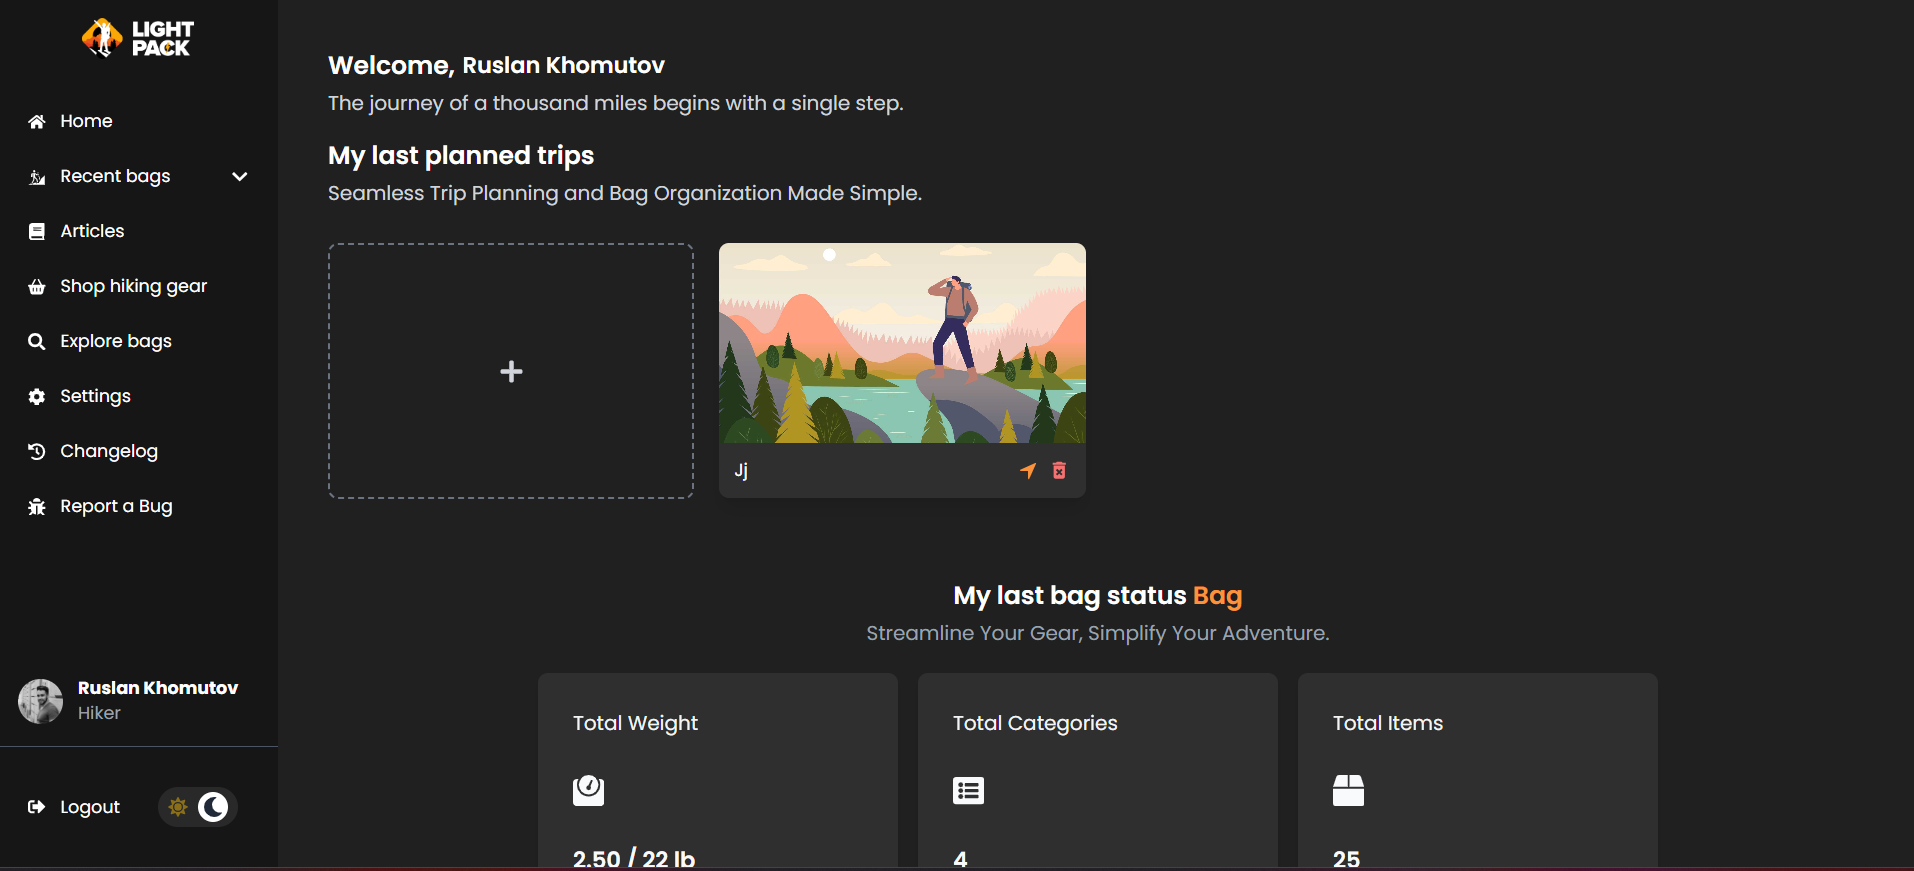 LIGHT
PACK
Home
Recent bags
Articles
Shop hiking gear
Explore bags
Settings
Changelog
Report a Bug
Ruslan Khomutov
Hiker
Logout
Welcome, Ruslan Khomutov
The journey of a thousand miles begins with a single step.
My last planned trips
Seamless Trip Planning and Bag Organization Made Simple.
Jj
My last bag status Bag
Streamline Your Gear, Simplify Your Adventure.
Total Weight
2.50 / 22 lb
Total Categories
4
Total Items
25